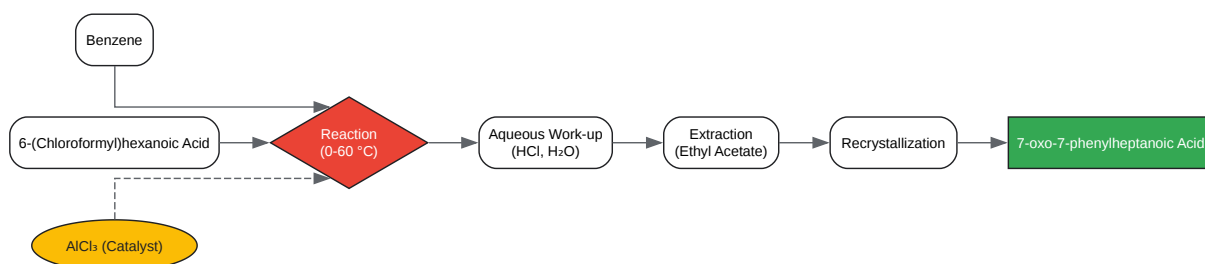 Benzene
6-(Chloroformyl)hexanoic Acid
Reaction
(0-60 °C)
Aqueous Work-up
(HCl, H₂O)
Extraction
(Ethyl Acetate)
Recrystallization
7-oxo-7-phenylheptanoic Acid
AlCl₃ (Catalyst)